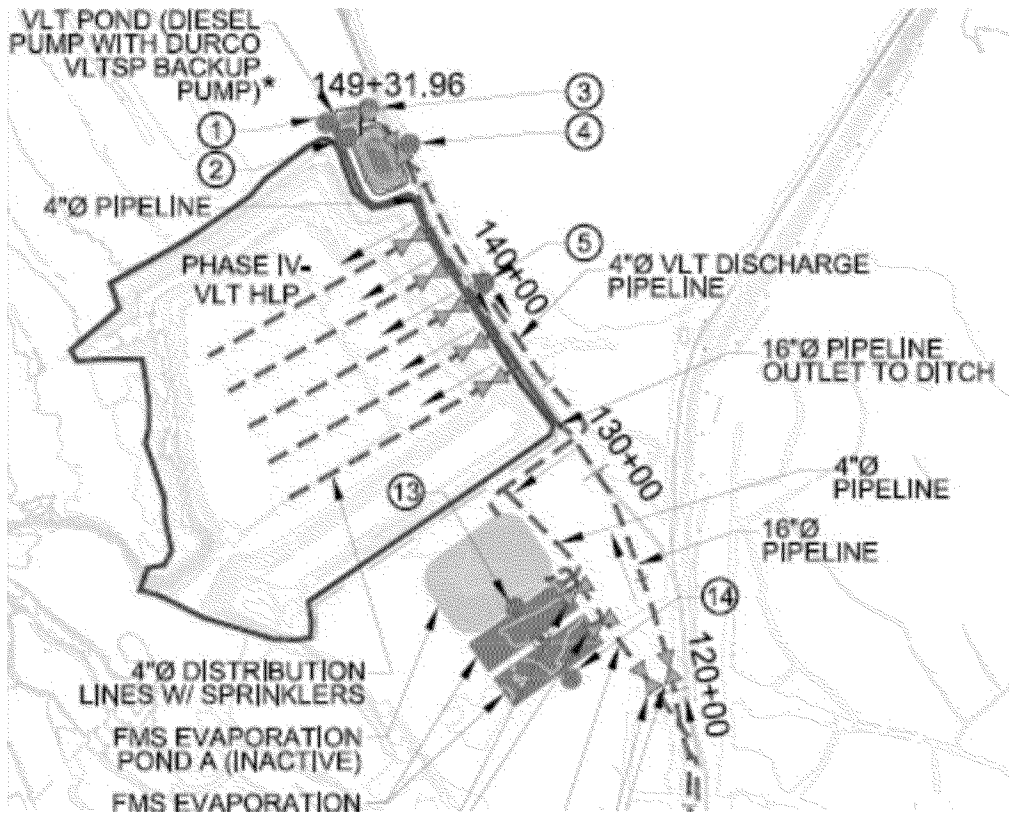 VLT POND (DIESEL
PUMP WITH DURCO
VLTSP BACKUP
PUMP)*
149+31.96
3
1
4
2
4"Ø PIPELINE
140+00
5
PHASE IV-
VLT HLP
4"Ø VLT DISCHARGE
PIPELINE
16"Ø PIPELINE
OUTLET TO DITCH
130+00
13
4"Ø
PIPELINE
16"Ø
PIPELINE
14
120+00
4"Ø DISTRIBUTION
LINES W/ SPRINKLERS
FMS EVAPORATION
POND A (INACTIVE)
FMS EVAPORATION